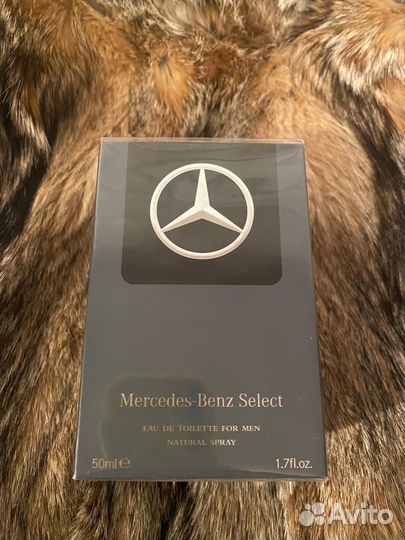 Mercedes-Benz Select
EAU DE TOILETTE FOR MEN
NATURAL SPRAY
50ml ℮ 1.7fl.oz.
Avito